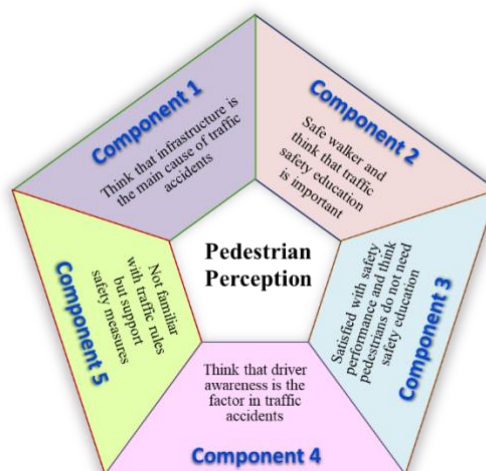 Component 1
Think that infrastructure is
the main cause of traffic
accidents
Component 2
Safe walker and
think that traffic
safety education
is important
Component 3
Satisfied with safety
performance and think
pedestrians do not need
safety education
Component 4
Think that driver
awareness is the
factor in traffic
accidents
Component 5
Not familiar
with traffic rules
but support
safety measures
Pedestrian
Perception